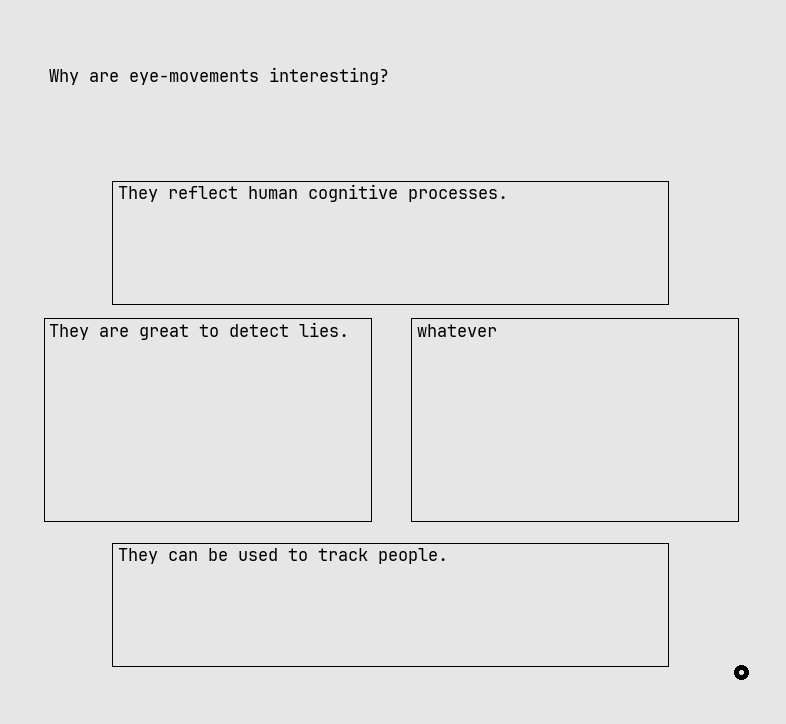 Why are eye-movements interesting?
They reflect human cognitive processes.
They are great to detect lies.
whatever
They can be used to track people.